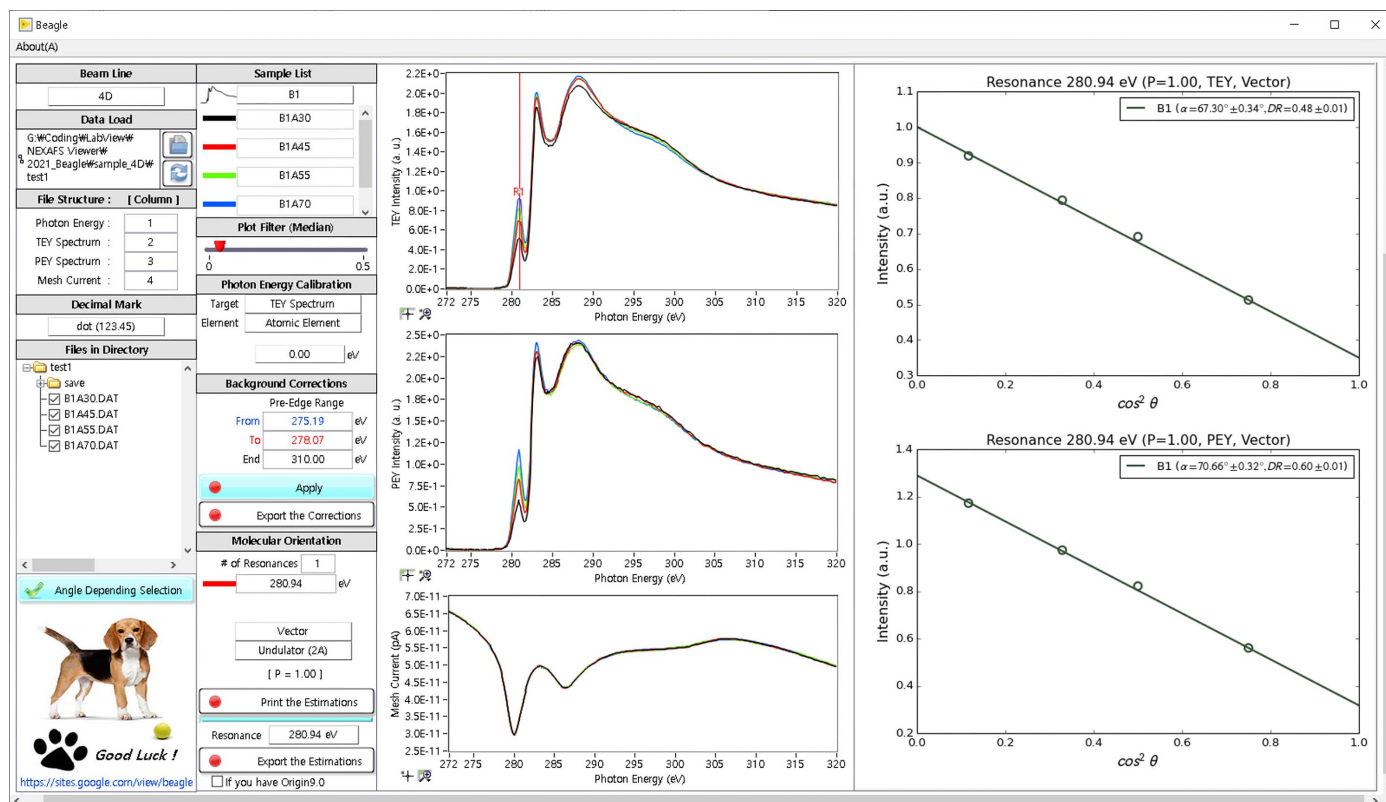 Beagle
About(A)
Beam Line
4D
Data Load
G:₩Coding₩LabView₩
NEXAFS Viewer₩
2021_Beagle₩sample_4D₩
test1
File Structure : [ Column ]
Photon Energy : 1
TEY Spectrum : 2
PEY Spectrum : 3
Mesh Current : 4
Decimal Mark
dot (123.45)
Files in Directory
test1
save
B1A30.DAT
B1A45.DAT
B1A55.DAT
B1A70.DAT
Angle Depending Selection
Good Luck !
https://sites.google.com/view/beagle
Sample List
B1
B1A30
B1A45
B1A55
B1A70
Plot Filter (Median)
0 0.5
Photon Energy Calibration
Target TEY Spectrum
Element Atomic Element
0.00 eV
Background Corrections
Pre-Edge Range
From 275.19 eV
To 278.07 eV
End 310.00 eV
Apply
Export the Corrections
Molecular Orientation
# of Resonances 1
280.94 eV
Vector
Undulator (2A)
[ P = 1.00 ]
Print the Estimations
Resonance 280.94 eV
Export the Estimations
If you have Origin9.0
TEY Intensity (a. u.)
2.2E+0
2.0E+0
1.8E+0
1.6E+0
1.4E+0
1.2E+0
1.0E+0
8.0E-1
6.0E-1
4.0E-1
2.0E-1
0.0E+0
R1
272 275 280 285 290 295 300 305 310 315 320
Photon Energy (eV)
PEY Intensity (a. u.)
2.5E+0
2.2E+0
2.0E+0
1.7E+0
1.5E+0
1.2E+0
1.0E+0
7.5E-1
5.0E-1
2.5E-1
0.0E+0
272 275 280 285 290 295 300 305 310 315 320
Photon Energy (eV)
Mesh Current (pA)
7.0E-11
6.5E-11
6.0E-11
5.5E-11
5.0E-11
4.5E-11
4.0E-11
3.5E-11
3.0E-11
2.5E-11
272 275 280 285 290 295 300 305 310 315 320
Photon Energy (eV)
Resonance 280.94 eV (P=1.00, TEY, Vector)
B1 (α=67.30°±0.34°,DR=0.48±0.01)
Intensity (a.u.)
1.1
1.0
0.9
0.8
0.7
0.6
0.5
0.4
0.3
0.0 0.2 0.4 0.6 0.8 1.0
cos² θ
Resonance 280.94 eV (P=1.00, PEY, Vector)
B1 (α=70.66°±0.32°,DR=0.60±0.01)
Intensity (a.u.)
1.4
1.2
1.0
0.8
0.6
0.4
0.2
0.0 0.2 0.4 0.6 0.8 1.0
cos² θ